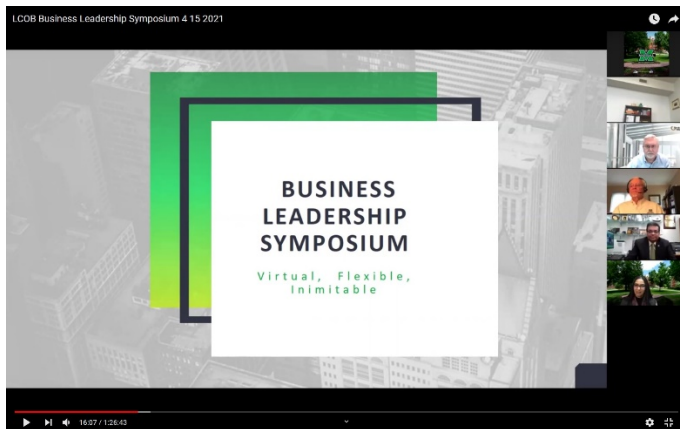 LCOB Business Leadership Symposium 4 15 2021
BUSINESS
LEADERSHIP
SYMPOSIUM
Virtual, Flexible,
Inimitable
16:07 / 1:26:43